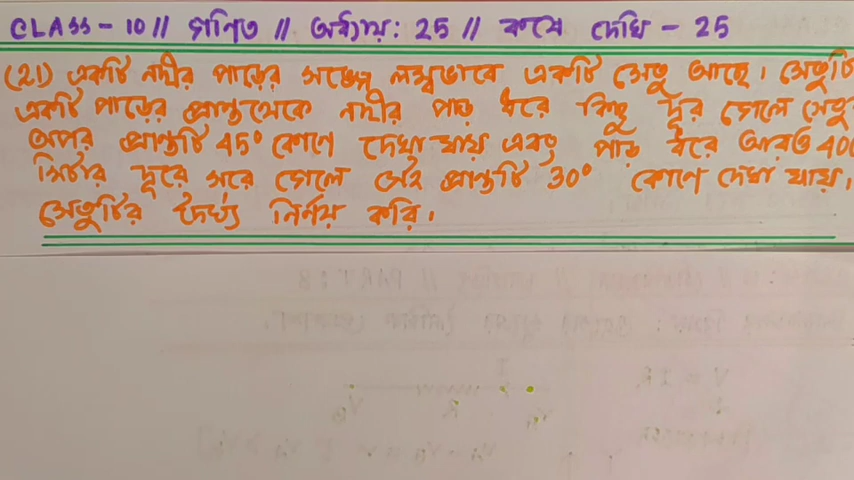 CLASS - 10 // গণিত // অধ্যায়: 25 // কষে দেখি - 25
(21) একটি নদীর পাড়ের সঙ্গে লম্বভাবে একটি সেতু আছে। সেতুটি
একটি পাড়ের প্রান্ত থেকে নদীর পাড় ধরে কিছু দূর গেলে সেতু
অপর প্রান্তটি 45° কোণে দেখা যায় এবং পাড় ধরে আরও 400
মিটার দূরে সরে গেলে সেই প্রান্তটি 30° কোণে দেখা যায়।
সেতুটির দৈর্ঘ্য নির্ণয় করি।